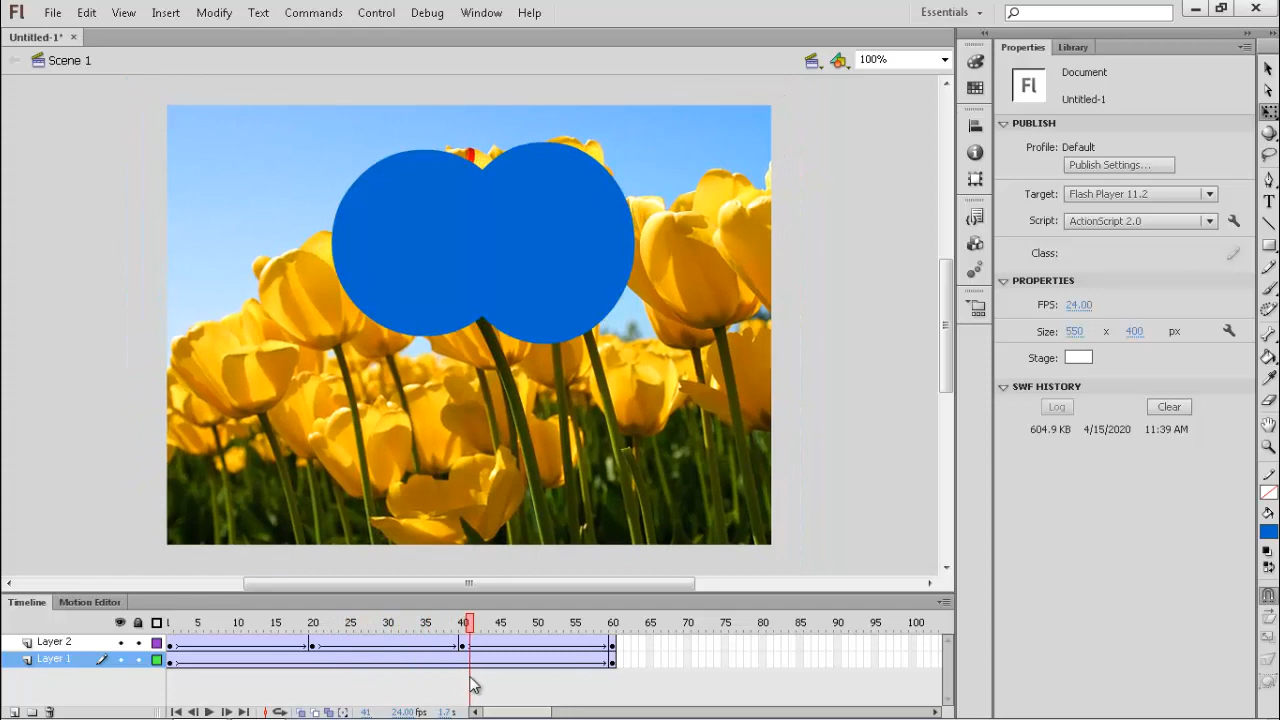 Fl File Edit View Insert Modify Text Commands Control Debug Window Help Essentials
Untitled-1*
Scene 1 100%
Properties Library
Fl Document
Untitled-1
PUBLISH
Profile: Default
Publish Settings...
Target: Flash Player 11.2
Script: ActionScript 2.0
Class:
PROPERTIES
FPS: 24.00
Size: 550 x 400 px
Stage:
SWF HISTORY
Log Clear
604.9 KB 4/15/2020 11:39 AM
Timeline Motion Editor
1 5 10 15 20 25 30 35 40 45 50 55 60 65 70 75 80 85 90 95 100
Layer 2
Layer 1
41 24.00 fps 1.7 s